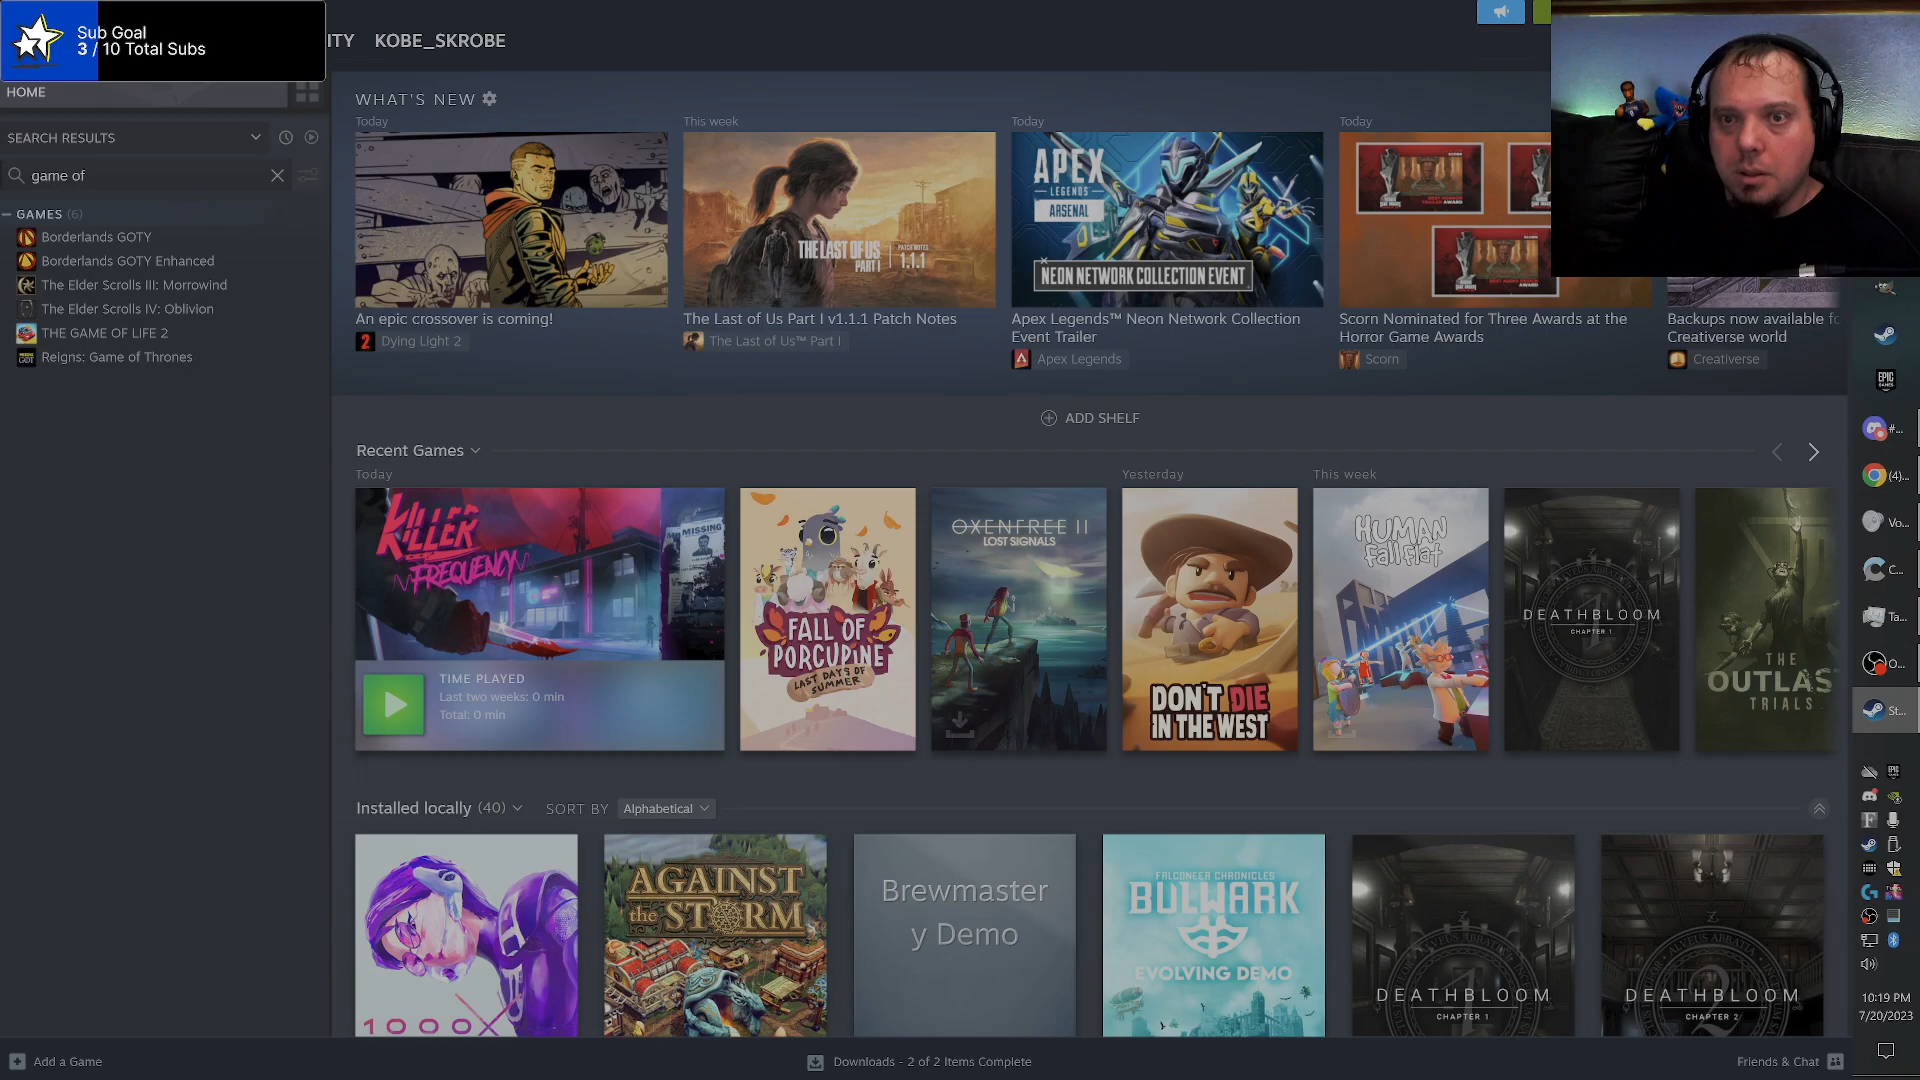 Sub Goal
3 / 10 Total Subs
ITY KOBE_SKROBE
HOME
SEARCH RESULTS
game of
GAMES (6)
Borderlands GOTY
Borderlands GOTY Enhanced
The Elder Scrolls III: Morrowind
The Elder Scrolls IV: Oblivion
THE GAME OF LIFE 2
Reigns: Game of Thrones
WHAT'S NEW
Today
This week
Today
Today
THE LAST OF US
PART I
PATCH NOTES
1.1.1
APEX
LEGENDS
ARSENAL
NEON NETWORK COLLECTION EVENT
An epic crossover is coming!
Dying Light 2
The Last of Us Part I v1.1.1 Patch Notes
The Last of Us™ Part I
Apex Legends™ Neon Network Collection
Event Trailer
Apex Legends
Scorn Nominated for Three Awards at the
Horror Game Awards
Scorn
Backups now available fo
Creativerse world
Creativerse
ADD SHELF
Recent Games
Today
Yesterday
This week
KILLER
FREQUENCY
MISSING
TIME PLAYED
Last two weeks: 0 min
Total: 0 min
FALL OF
PORCUPINE
LAST DAYS OF
SUMMER
OXENFREE II
LOST SIGNALS
DON'T DIE
IN THE WEST
HUMAN
fall flat
DEATHBLOOM
CHAPTER 1
THE
OUTLAS
TRIALS
Installed locally (40)
SORT BY Alphabetical
1000X
AGAINST
the STORM
Brewmaster
y Demo
FALCONEER CHRONICLES
BULWARK
EVOLVING DEMO
DEATHBLOOM
CHAPTER 1
DEATHBLOOM
CHAPTER 2
EPIC
GAMES
#...
(4)...
Vo...
C...
Ta...
O...
St...
10:19 PM
7/20/2023
Add a Game
Downloads - 2 of 2 Items Complete
Friends & Chat